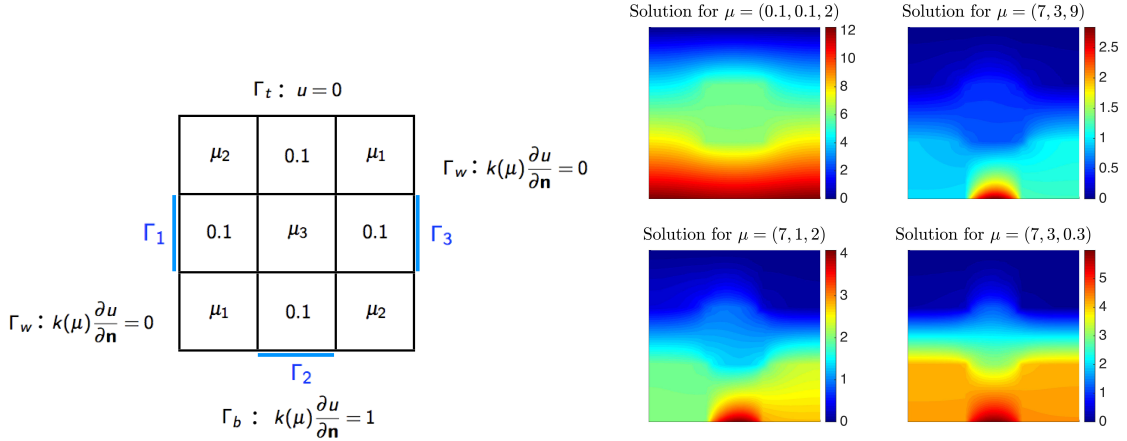 Γt : u = 0
μ2 0.1 μ1
Γw : k(μ) ∂u/∂n = 0
Γ1 0.1 μ3 0.1 Γ3
μ1 0.1 μ2
Γw : k(μ) ∂u/∂n = 0
Γ2
Γb : k(μ) ∂u/∂n = 1
Solution for μ = (0.1, 0.1, 2)
12
10
8
6
4
2
0
Solution for μ = (7, 3, 9)
2.5
2
1.5
1
0.5
0
Solution for μ = (7, 1, 2)
4
3
2
1
0
Solution for μ = (7, 3, 0.3)
5
4
3
2
1
0